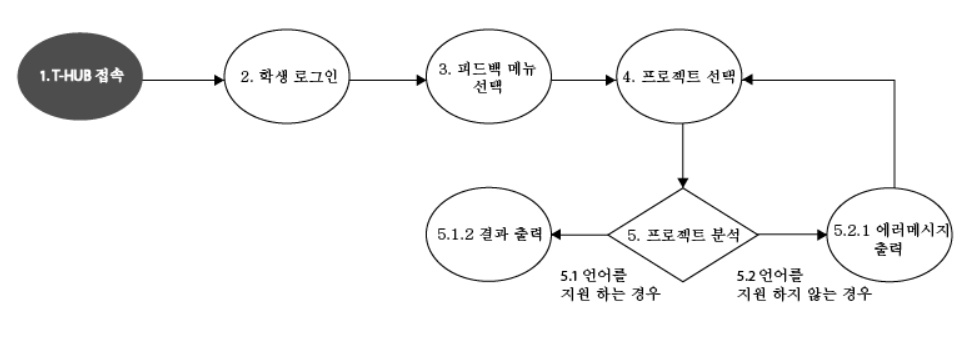 1.T-HUB 접속
2. 학생 로그인
3. 피드백 메뉴
선택
4. 프로젝트 선택
5.1.2 결과 출력
5. 프로젝트 분석
5.2.1 에러메시지
출력
5.1 언어를
지원 하는 경우
5.2 언어를
지원 하지 않는 경우